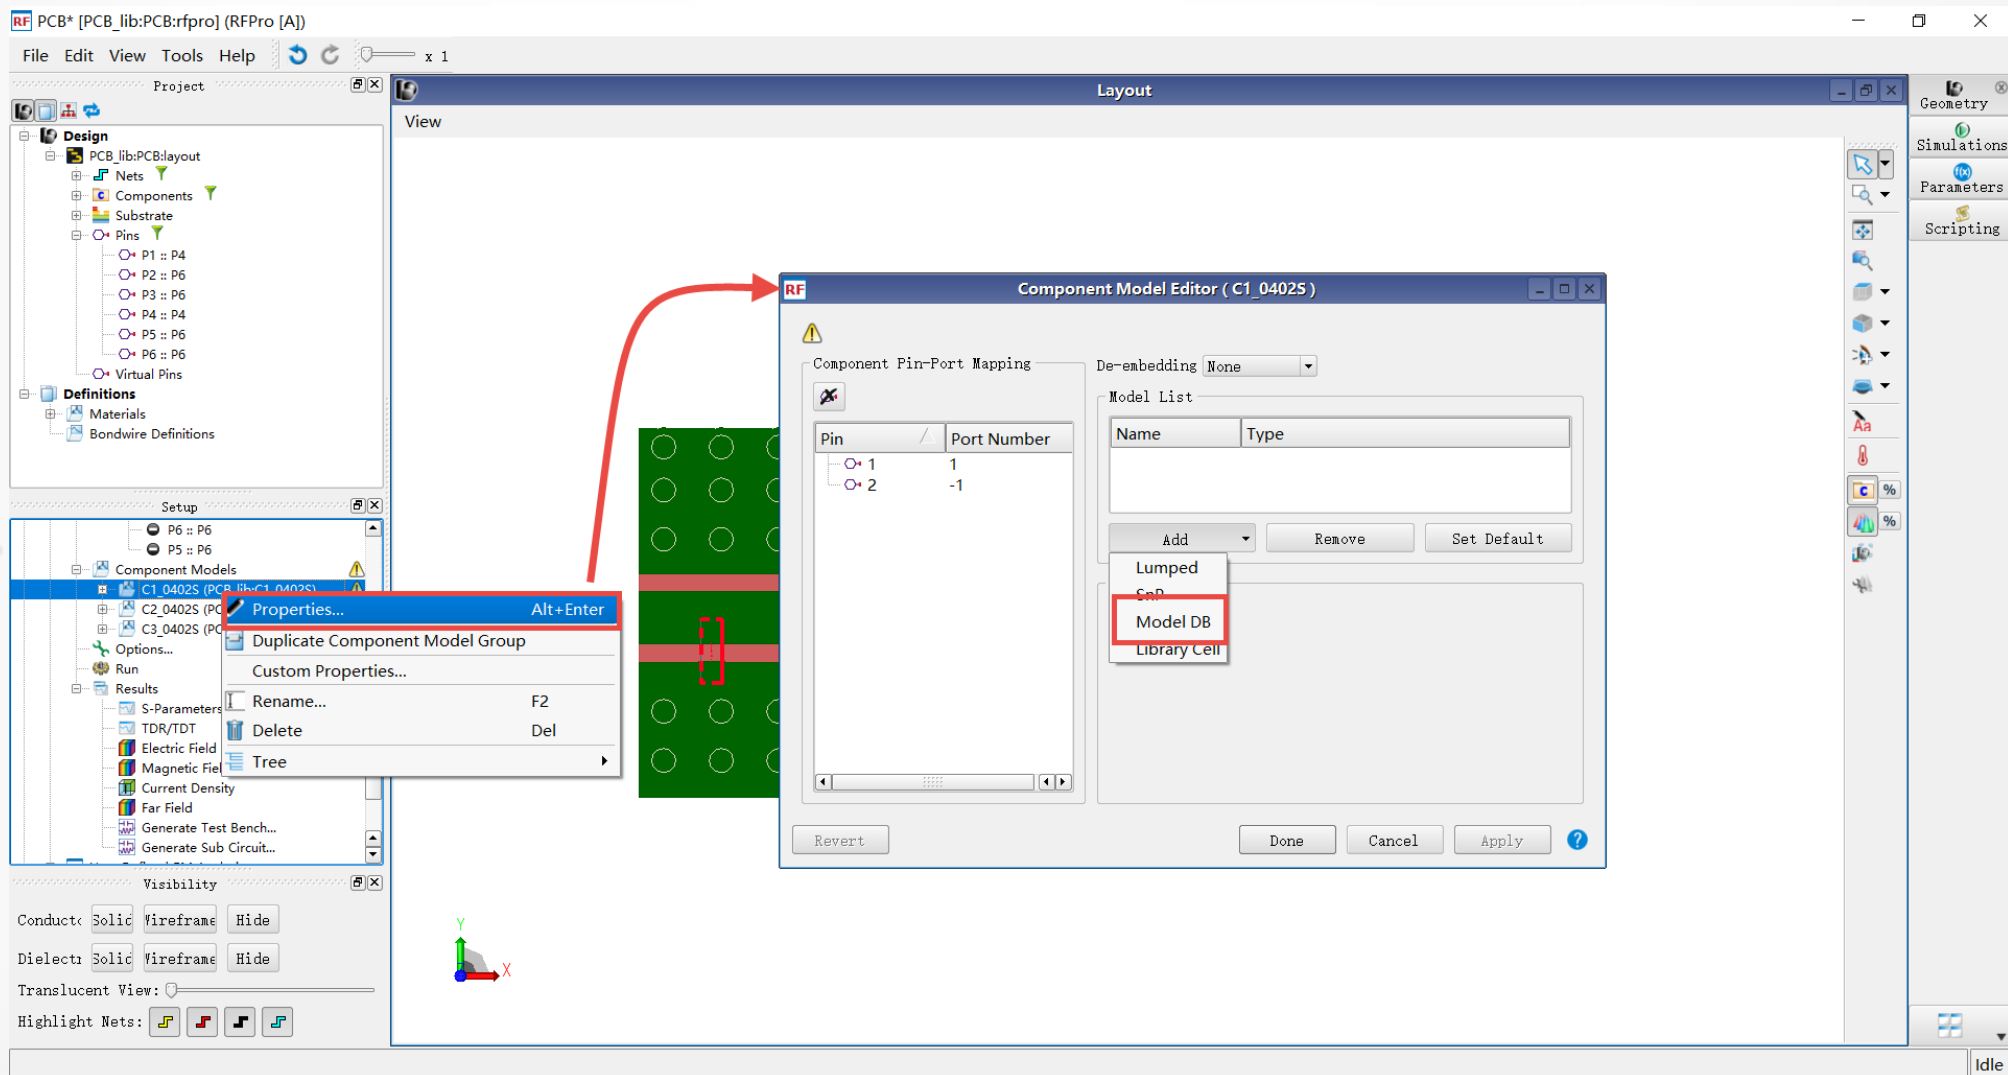 RF PCB* [PCB_lib:PCB:rfpro] (RFPro [A])
File Edit View Tools Help x 1
Project
Design
PCB_lib:PCB:layout
Nets
Components
Substrate
Pins
P1 :: P4
P2 :: P6
P3 :: P6
P4 :: P4
P5 :: P6
P6 :: P6
Virtual Pins
Definitions
Materials
Bondwire Definitions
Setup
P6 :: P6
P5 :: P6
Component Models
C1_0402S (PCB_lib:C1_0402S)
C2_0402S (PC
C3_0402S (PC
Options...
Run
Results
S-Parameters
TDR/TDT
Electric Field
Magnetic Fiel
Current Density
Far Field
Generate Test Bench...
Generate Sub Circuit...
Properties... Alt+Enter
Duplicate Component Model Group
Custom Properties...
Rename... F2
Delete Del
Tree
Visibility
Conducto Solid Wireframe Hide
Dielectr Solid Wireframe Hide
Translucent View:
Highlight Nets:
Layout
View
Y
X
RF Component Model Editor ( C1_0402S )
Component Pin-Port Mapping
Pin Port Number
1 1
2 -1
De-embedding None
Model List
Name Type
Add Remove Set Default
Lumped
SnP
Model DB
Library Cell
Revert Done Cancel Apply ?
Geometry
Simulations
f(x)
Parameters
Scripting
Aa
C %
%
Idle